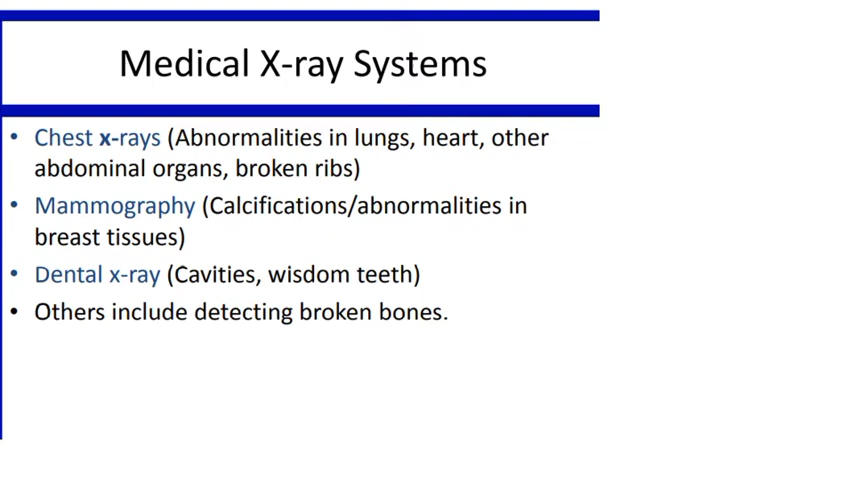 Medical X-ray Systems
• Chest x-rays (Abnormalities in lungs, heart, other
abdominal organs, broken ribs)
• Mammography (Calcifications/abnormalities in
breast tissues)
• Dental x-ray (Cavities, wisdom teeth)
• Others include detecting broken bones.